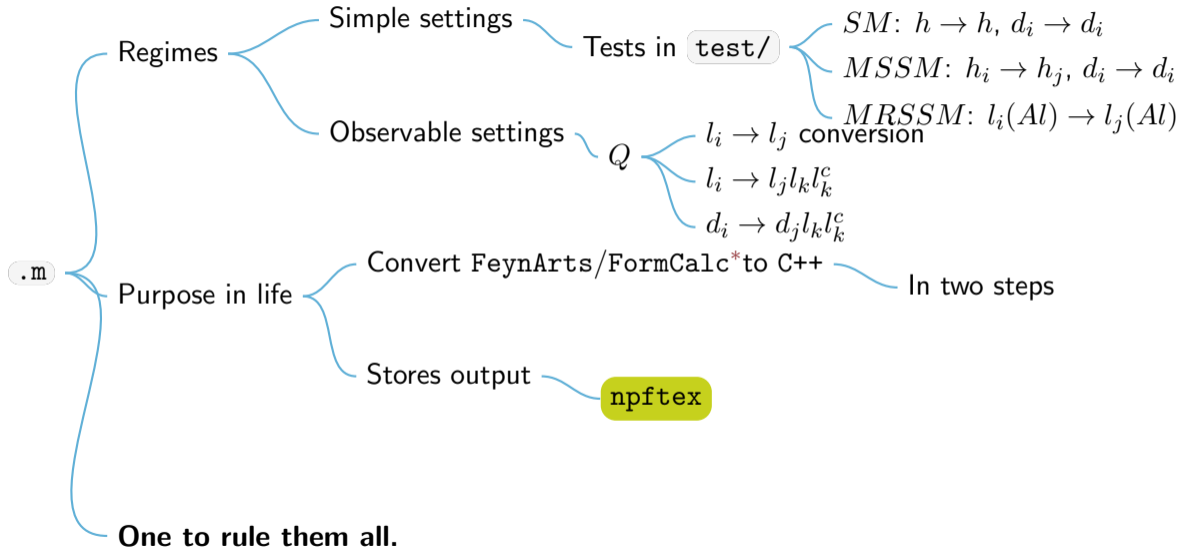 Simple settings
SM: h → h, d_i → d_i
Regimes
Tests in test/
MSSM: h_i → h_j, d_i → d_i
MRSSM: l_i(Al) → l_j(Al)
Observable settings
l_i → l_j conversion
Q
l_i → l_j l_k l_k^c
d_i → d_j l_k l_k^c
.m
Convert FeynArts/FormCalc*to C++
Purpose in life
In two steps
Stores output
npftex
One to rule them all.